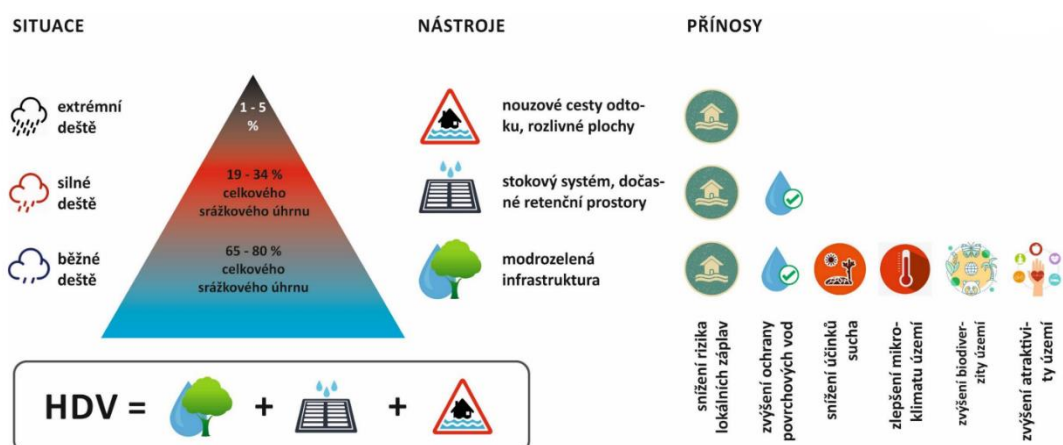 SITUACE
NÁSTROJE
PŘÍNOSY
extrémní
deště
1 - 5
%
nouzové cesty odto-
ku, rozlivné plochy
silné
deště
19 - 34 %
celkového
srážkového úhrnu
stokový systém, dočas-
né retenční prostory
běžné
deště
65 - 80 %
celkového
srážkového úhrnu
modrozelená
infrastruktura
snížení rizika
lokálních záplav
zvýšení ochrany
povrchových vod
snížení účinků
sucha
zlepšení mikro-
klimatu území
zvýšení biodiver-
zity území
zvýšení atraktivi-
ty území
HDV = + +